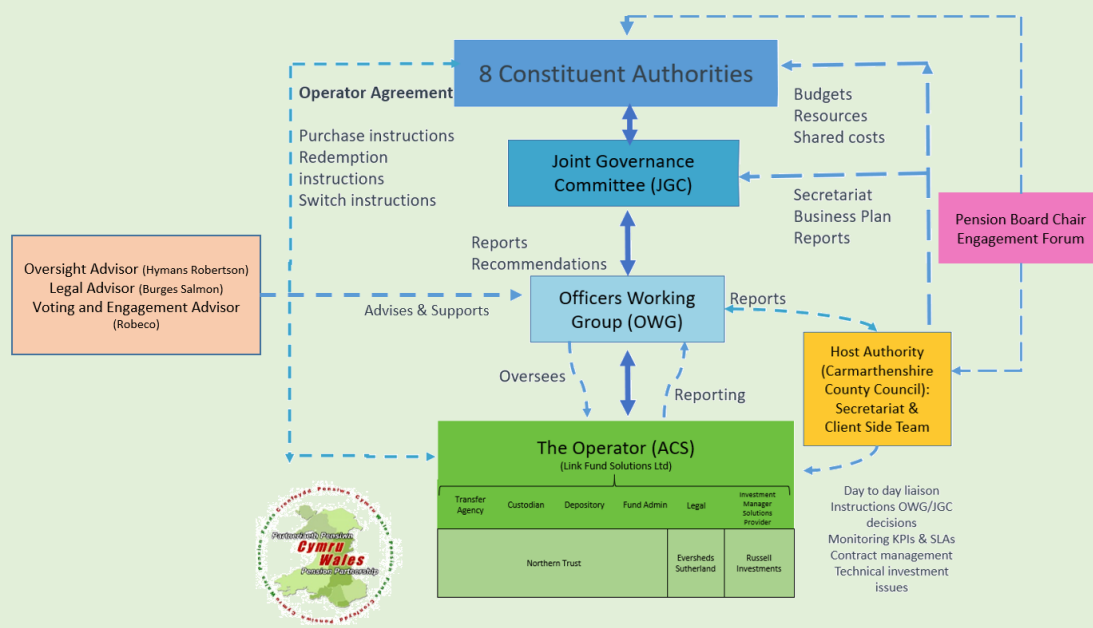 8 Constituent Authorities
Operator Agreement
Purchase instructions
Redemption
instructions
Switch instructions
Budgets
Resources
Shared costs
Joint Governance
Committee (JGC)
Secretariat
Business Plan
Reports
Pension Board Chair
Engagement Forum
Reports
Recommendations
Oversight Advisor (Hymans Robertson)
Legal Advisor (Burges Salmon)
Voting and Engagement Advisor
(Robeco)
Advises & Supports
Officers Working
Group (OWG)
Reports
Host Authority
(Carmarthenshire
County Council):
Secretariat &
Client Side Team
Oversees
Reporting
The Operator (ACS)
(Link Fund Solutions Ltd)
Transfer
Agency
Custodian
Depository
Fund Admin
Legal
Investment
Manager
Solutions
Provider
Northern Trust
Eversheds
Sutherland
Russell
Investments
Day to day liaison
Instructions OWG/JGC
decisions
Monitoring KPIs & SLAs
Contract management
Technical investment
issues
Partneriaeth Pensiwn
Cymru
Wales
Pension Partnership